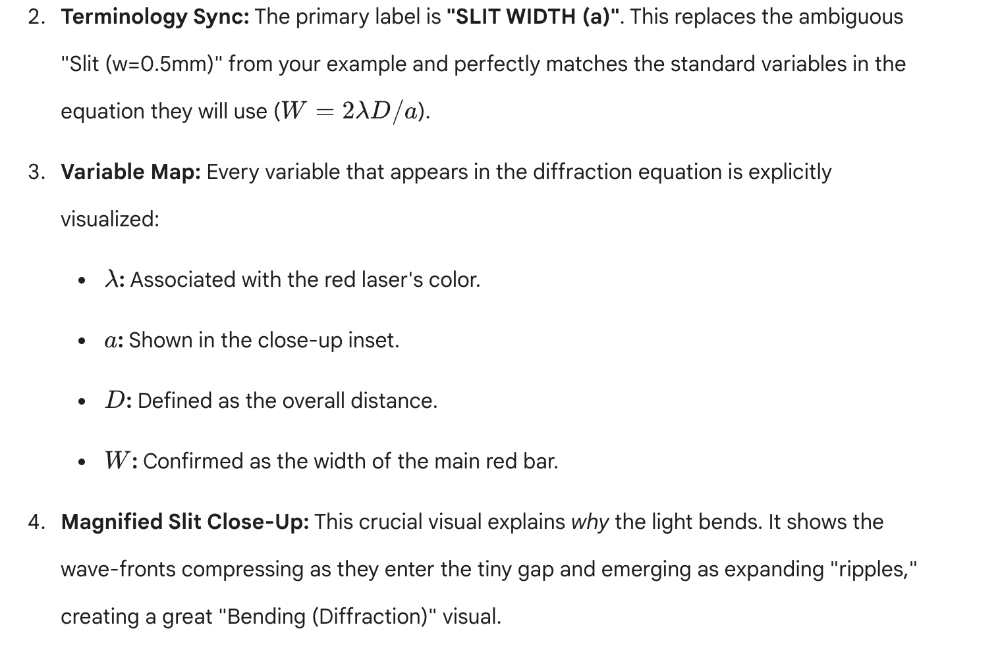 2. Terminology Sync: The primary label is "SLIT WIDTH (a)". This replaces the ambiguous
"Slit (w=0.5mm)" from your example and perfectly matches the standard variables in the
equation they will use (W = 2λD/a).
3. Variable Map: Every variable that appears in the diffraction equation is explicitly
visualized:
• λ: Associated with the red laser's color.
• a: Shown in the close-up inset.
• D: Defined as the overall distance.
• W: Confirmed as the width of the main red bar.
4. Magnified Slit Close-Up: This crucial visual explains why the light bends. It shows the
wave-fronts compressing as they enter the tiny gap and emerging as expanding "ripples,"
creating a great "Bending (Diffraction)" visual.